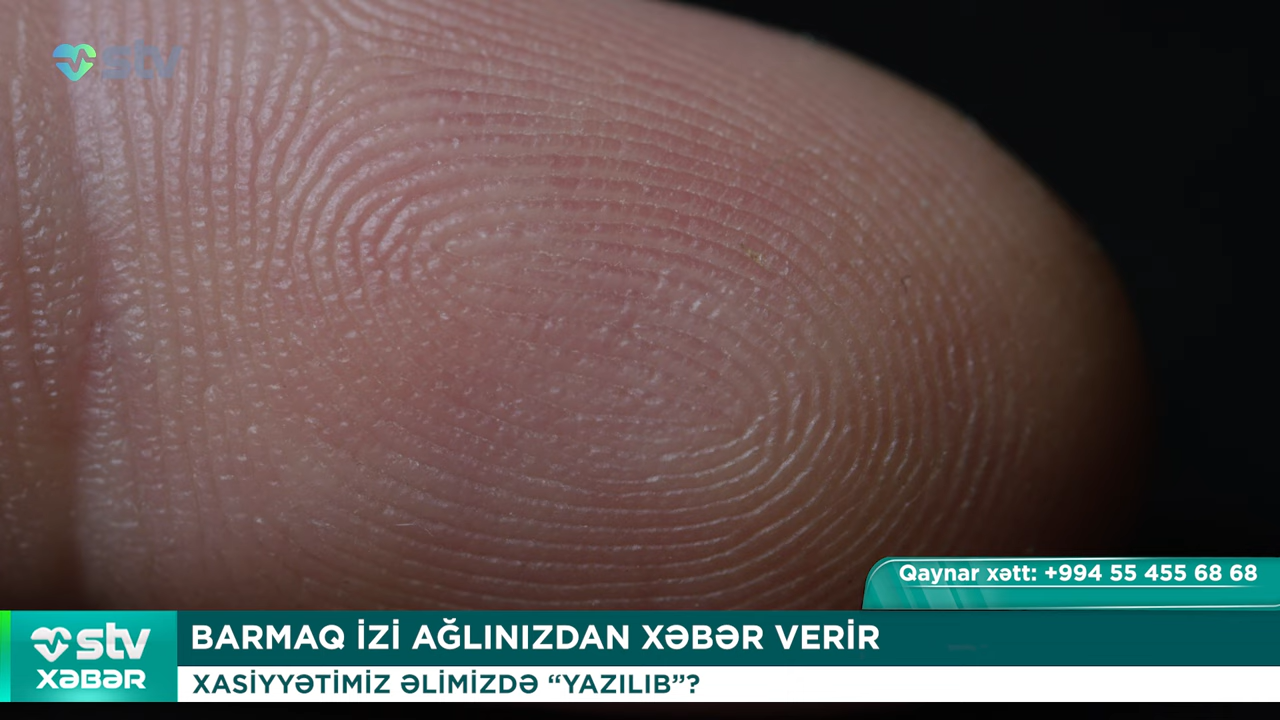 stv
Qaynar xətt: +994 55 455 68 68
stv
XƏBƏR
BARMAQ İZİ AĞLINIZDAN XƏBƏR VERİR
XASİYYƏTİMİZ ƏLİMİZDƏ “YAZILIB”?